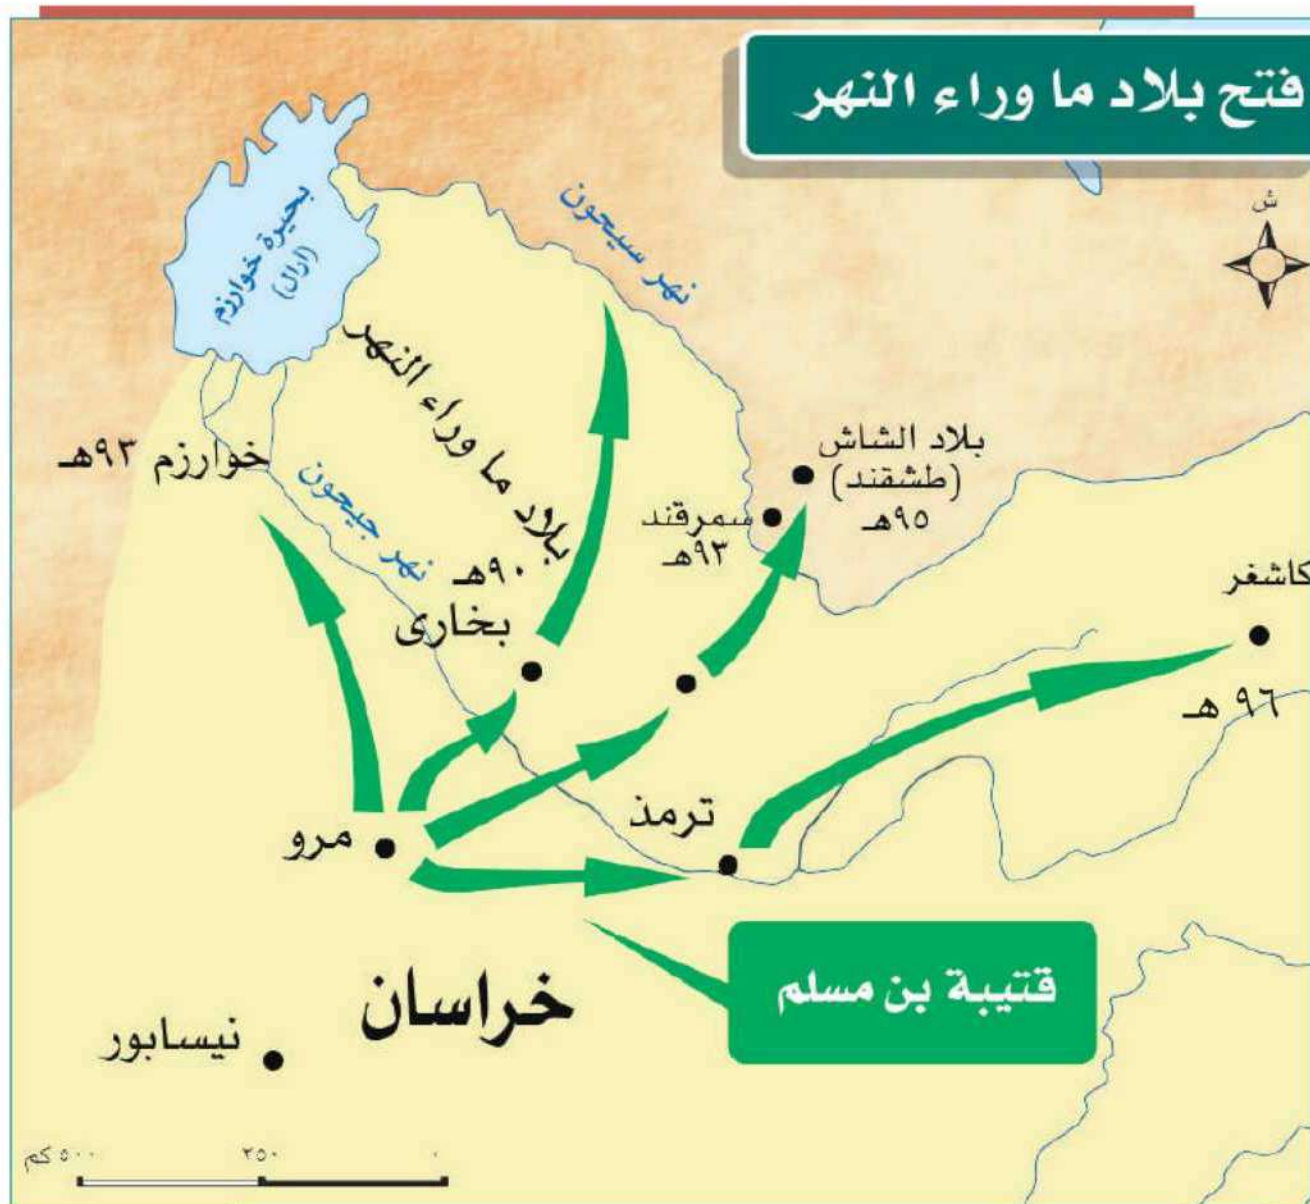 فتح بلاد ما وراء النهر
ش
نهر سيحون
بحيرة خوارزم
(ارال)
بلاد ما وراء النهر
بلاد الشاش
(طشقند)
٩٥هـ
خوارزم ٩٣هـ
نهر جيحون
سمرقند
٩٣هـ
٩٠هـ
بخارى
كاشغر
٩٦ هـ
ترمذ
مرو
قتيبة بن مسلم
خراسان
نيسابور
٥٠٠ كم
٢٥٠
٠